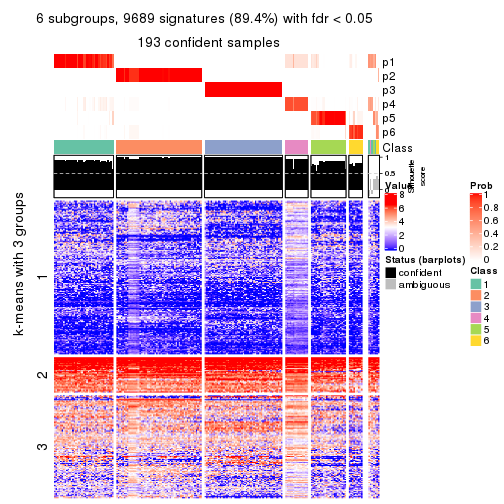 6 subgroups, 9689 signatures (89.4%) with fdr < 0.05
193 confident samples
p1
p2
p3
p4
p5
p6
Class
1
0.5
0
Silhouette
score
k-means with 3 groups
1
2
3
Value
8
6
4
2
0
Status (barplots)
confident
ambiguous
Prob
1
0.8
0.6
0.4
0.2
0
Class
1
2
3
4
5
6